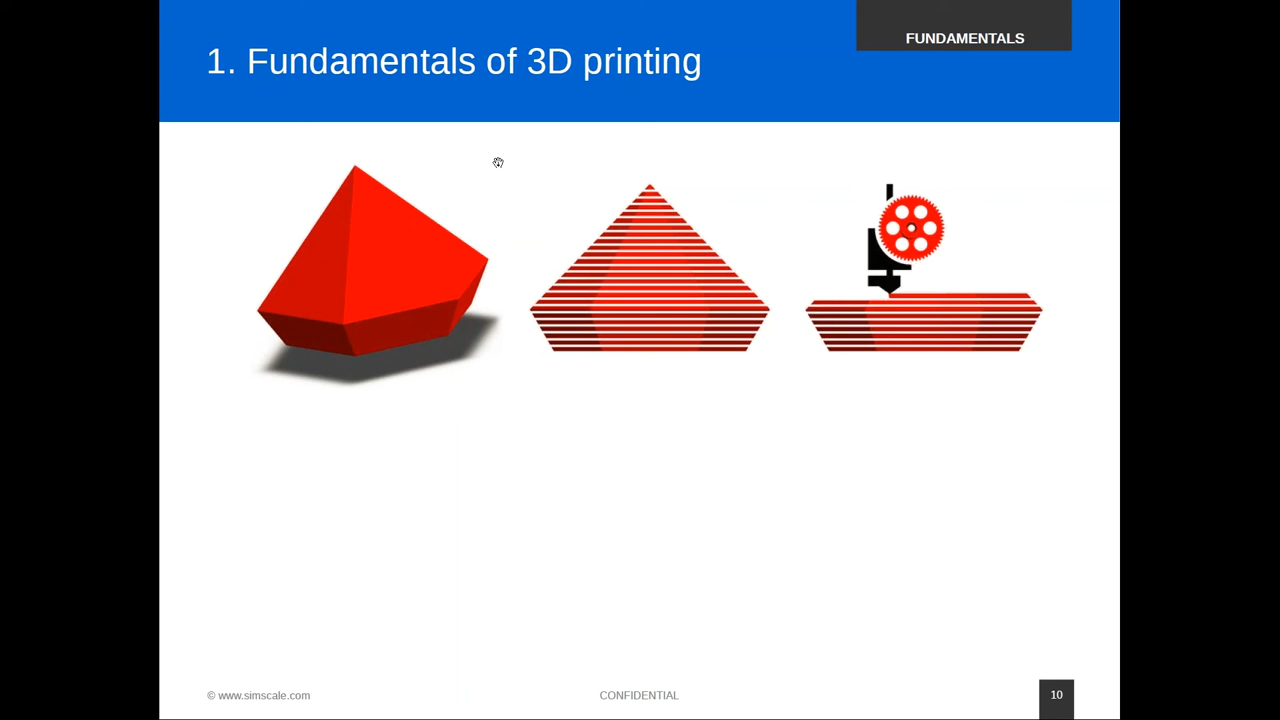 FUNDAMENTALS
1. Fundamentals of 3D printing
© www.simscale.com
CONFIDENTIAL
10